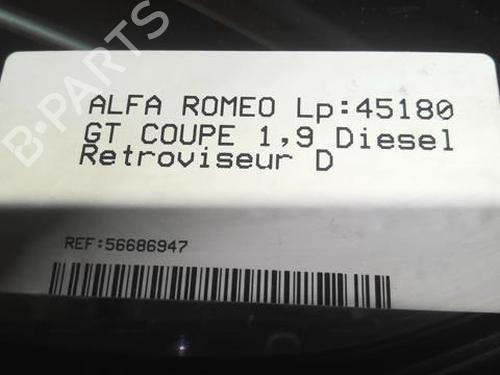 B-PARTS
ALFA ROMEO Lp:45180
GT COUPE 1,9 Diesel
Retroviseur D
REF:56686947